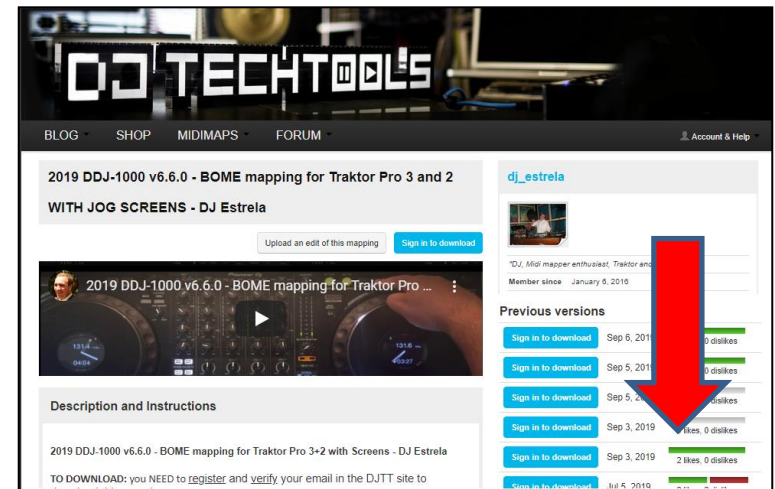 DJ TECHTOOLS
BLOG SHOP MIDIMAPS FORUM Account & Help
2019 DDJ-1000 v6.6.0 - BOME mapping for Traktor Pro 3 and 2
WITH JOG SCREENS - DJ Estrela
Upload an edit of this mapping Sign in to download
2019 DDJ-1000 v6.6.0 - BOME mapping for Traktor Pro ...
Description and Instructions
2019 DDJ-1000 v6.6.0 - BOME mapping for Traktor Pro 3+2 with Screens - DJ Estrela
TO DOWNLOAD: you NEED to register and verify your email in the DJTT site to
dj_estrela
"DJ, Midi mapper enthusiast, Traktor and
Member since January 6, 2016
Previous versions
Sign in to download Sep 6, 2019 0 dislikes
Sign in to download Sep 5, 2019 0 dislikes
Sign in to download Sep 5, dislikes
Sign in to download Sep 3, 2019 likes, 0 dislikes
Sign in to download Sep 3, 2019 2 likes, 0 dislikes
Sign in to download Jul 5, 2019